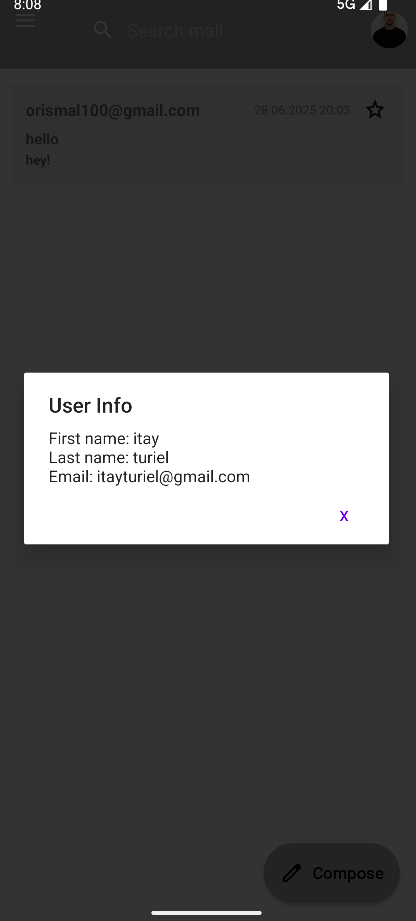 8:08
5G
Search mail
orismal100@gmail.com
28.06.2025 20:03
hello
hey!
User Info
First name: itay
Last name: turiel
Email: itayturiel@gmail.com
X
Compose